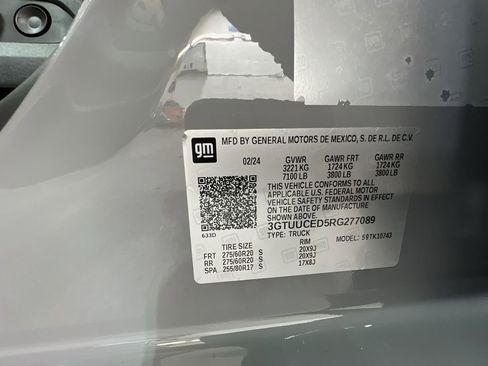 gm
MFD BY GENERAL MOTORS DE MEXICO, S. DE R.L. DE C.V.
02/24 GVWR GAWR FRT GAWR RR
3221 KG 1724 KG 1724 KG
7100 LB 3800 LB 3800 LB
THIS VEHICLE CONFORMS TO ALL
APPLICABLE U.S. FEDERAL MOTOR
VEHICLE SAFETY STANDARDS IN EFFECT
ON THE DATE OF MANUFACTURE
SHOWN ABOVE.
3GTUUCED5RG277089
633D
TYPE: TRUCK MODEL: S9TK10743
TIRE SIZE RIM
FRT 275/60R20 S 20X9J
RR 275/60R20 S 20X9J
SPA 255/80R17 S 17X8J